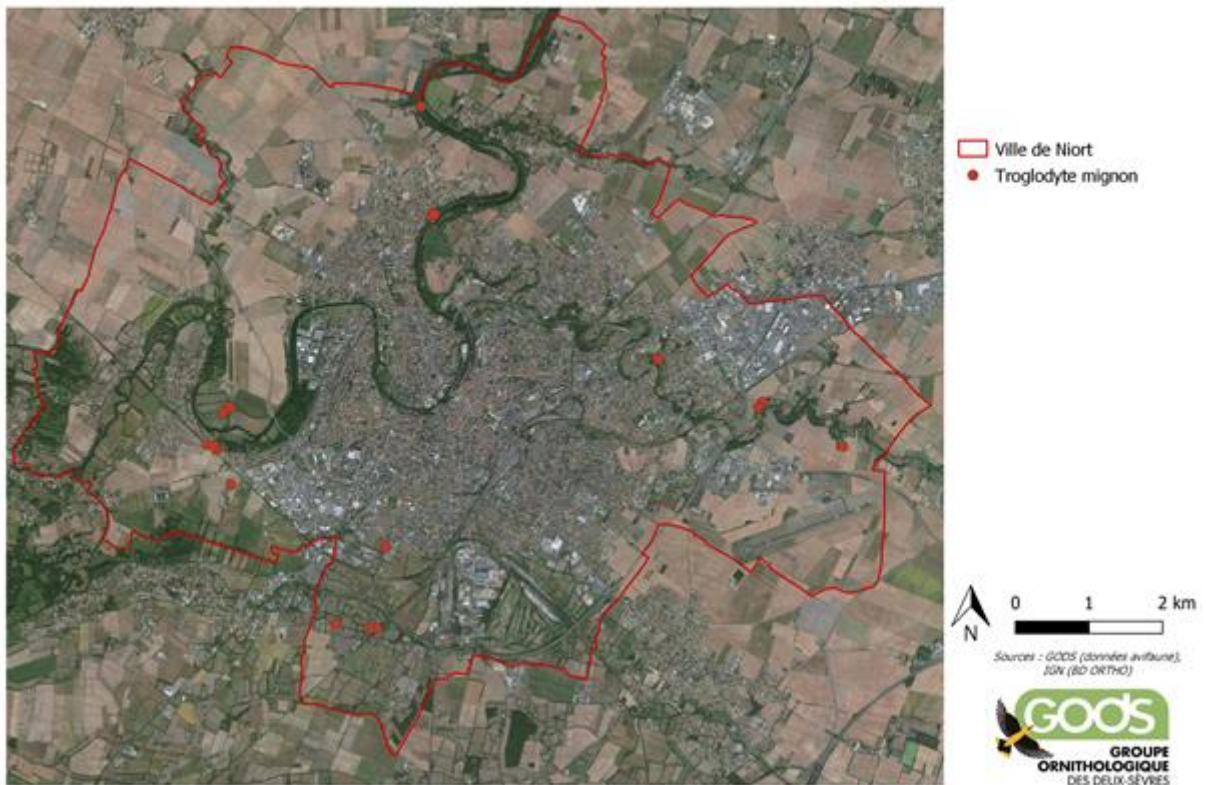 Ville de Niort
Troglodyte mignon
0 1 2 km
N
Sources : GODS (données avifaune),
IGN (BD ORTHO)
GODS
GROUPE
ORNITHOLOGIQUE
DES DEUX-SÈVRES